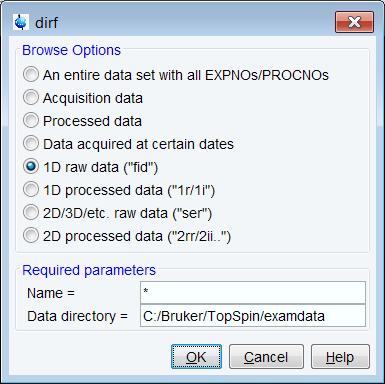 dirf
Browse Options
An entire data set with all EXPNOs/PROCNOs
Acquisition data
Processed data
Data acquired at certain dates
1D raw data ("fid")
1D processed data ("1r/1i")
2D/3D/etc. raw data ("ser")
2D processed data ("2rr/2ii..")
Required parameters
Name = *
Data directory = C:/Bruker/TopSpin/examdata
OK Cancel Help